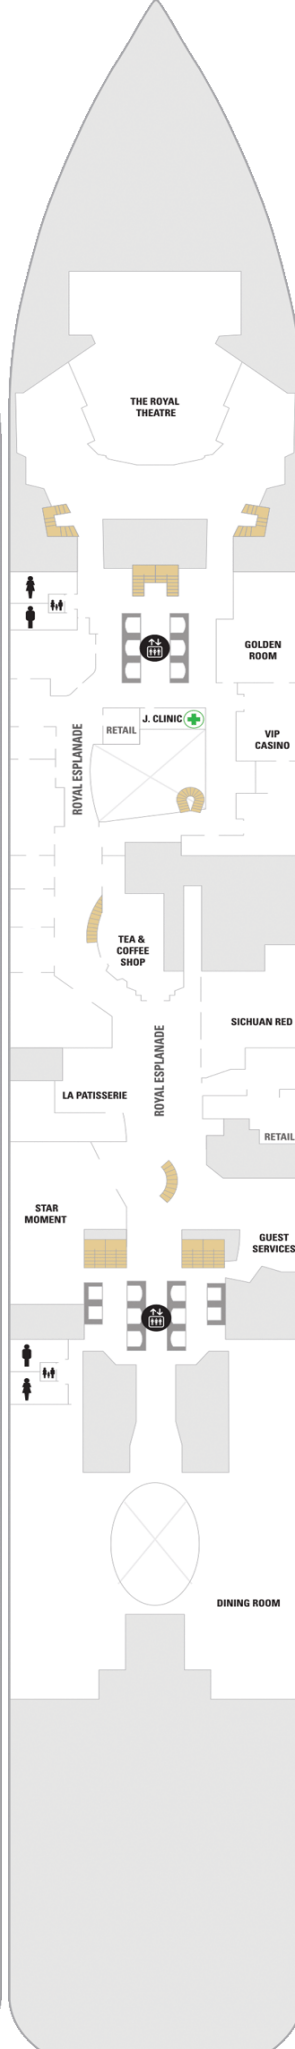 THE ROYAL
THEATRE
GOLDEN
ROOM
J. CLINIC
RETAIL
VIP
CASINO
ROYAL ESPLANADE
TEA &
COFFEE
SHOP
SICHUAN RED
ROYAL ESPLANADE
LA PATISSERIE
RETAIL
STAR
MOMENT
GUEST
SERVICES
DINING ROOM